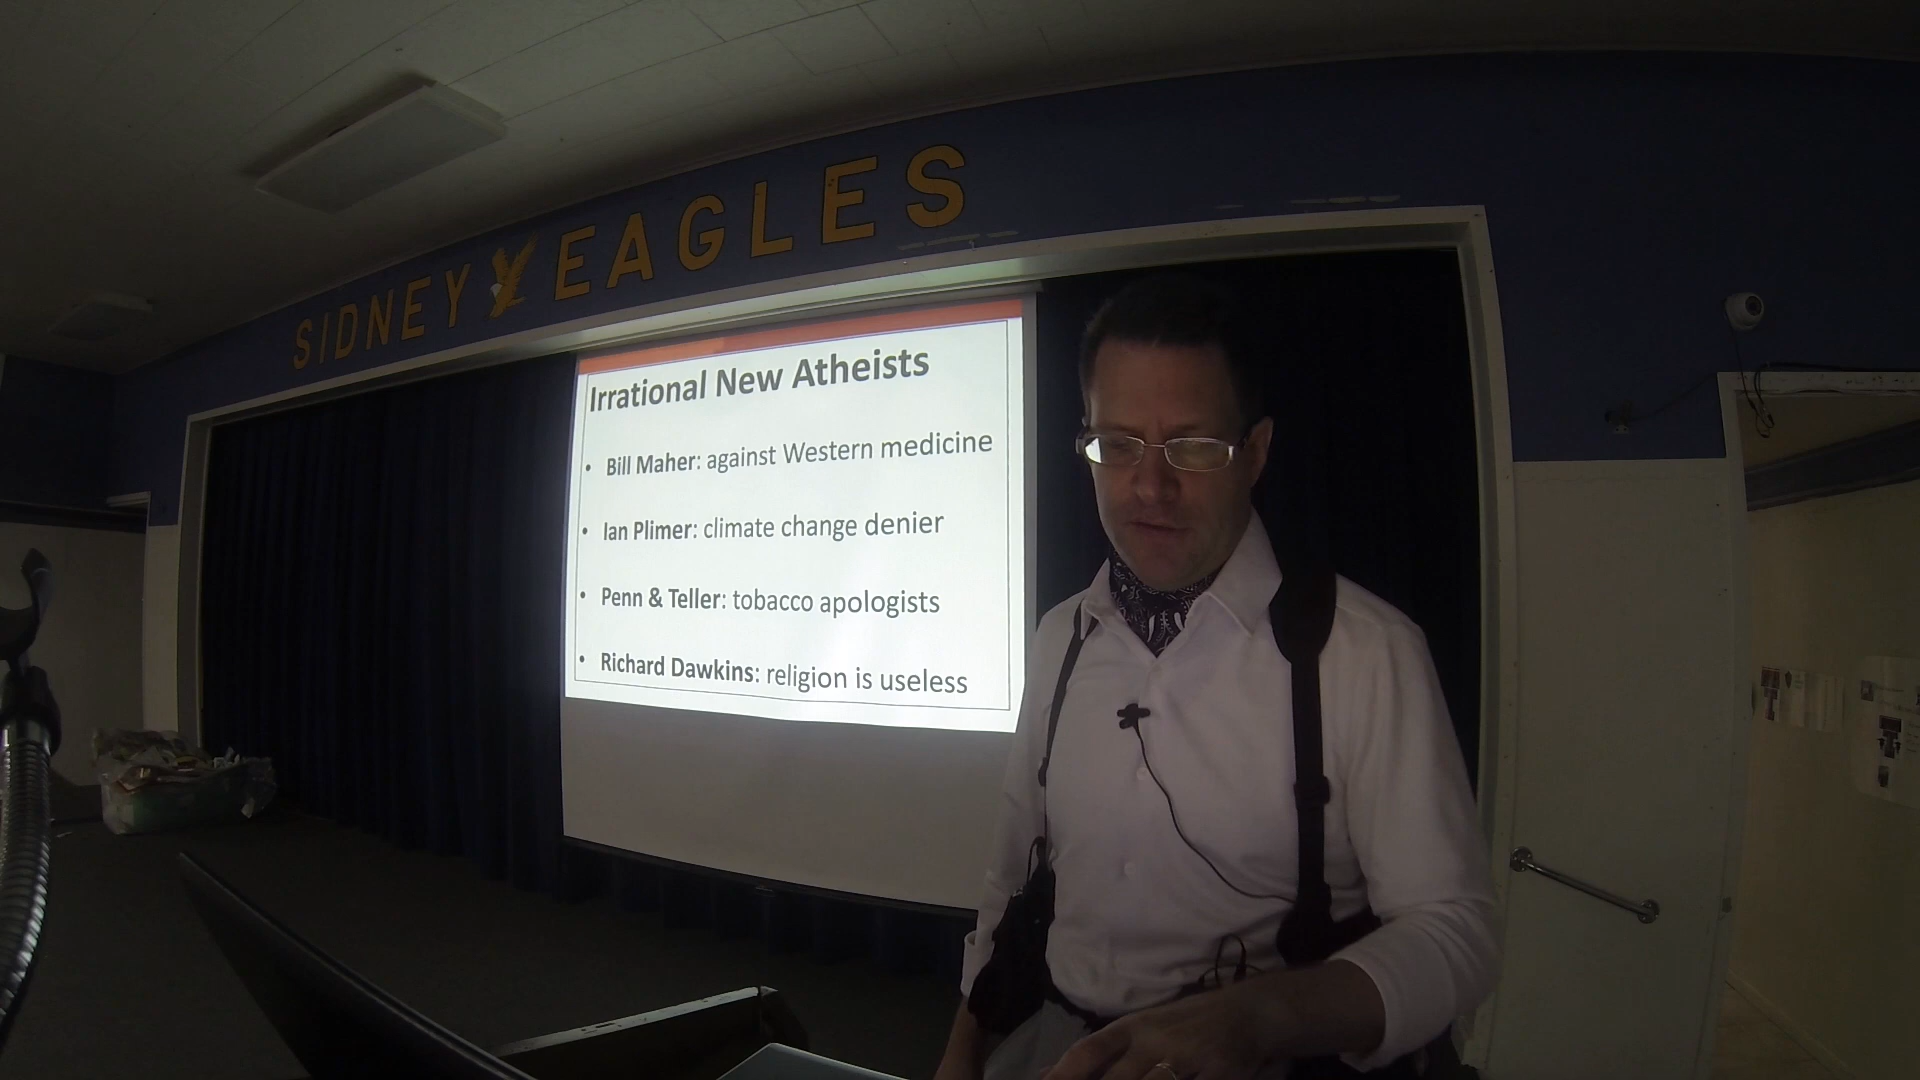 SIDNEY EAGLES
Irrational New Atheists
• Bill Maher: against Western medicine
• Ian Plimer: climate change denier
• Penn & Teller: tobacco apologists
• Richard Dawkins: religion is useless